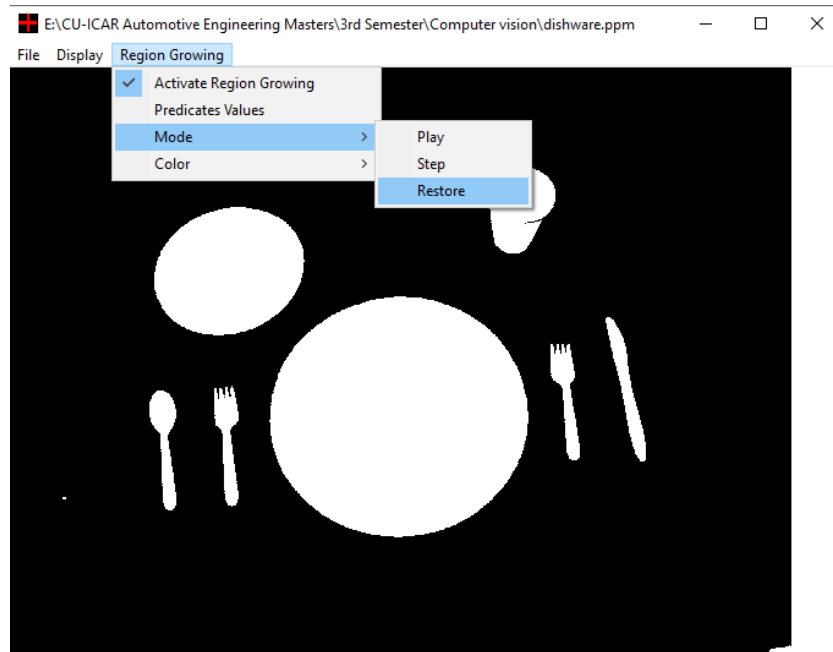 E:\CU-ICAR Automotive Engineering Masters\3rd Semester\Computer vision\dishware.ppm
File Display Region Growing
Activate Region Growing
Predicates Values
Mode
Color
Play
Step
Restore